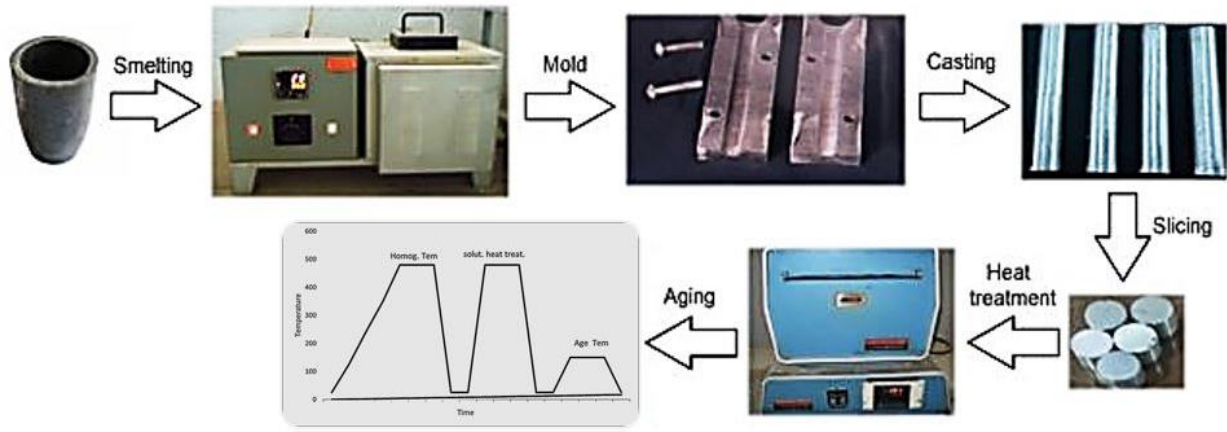 Smelting
Mold
Casting
Slicing
Heat
treatment
Aging
600
500
400
300
200
100
0
Temperature
Homog. Tem
solut. heat treat.
Age Tem
Time